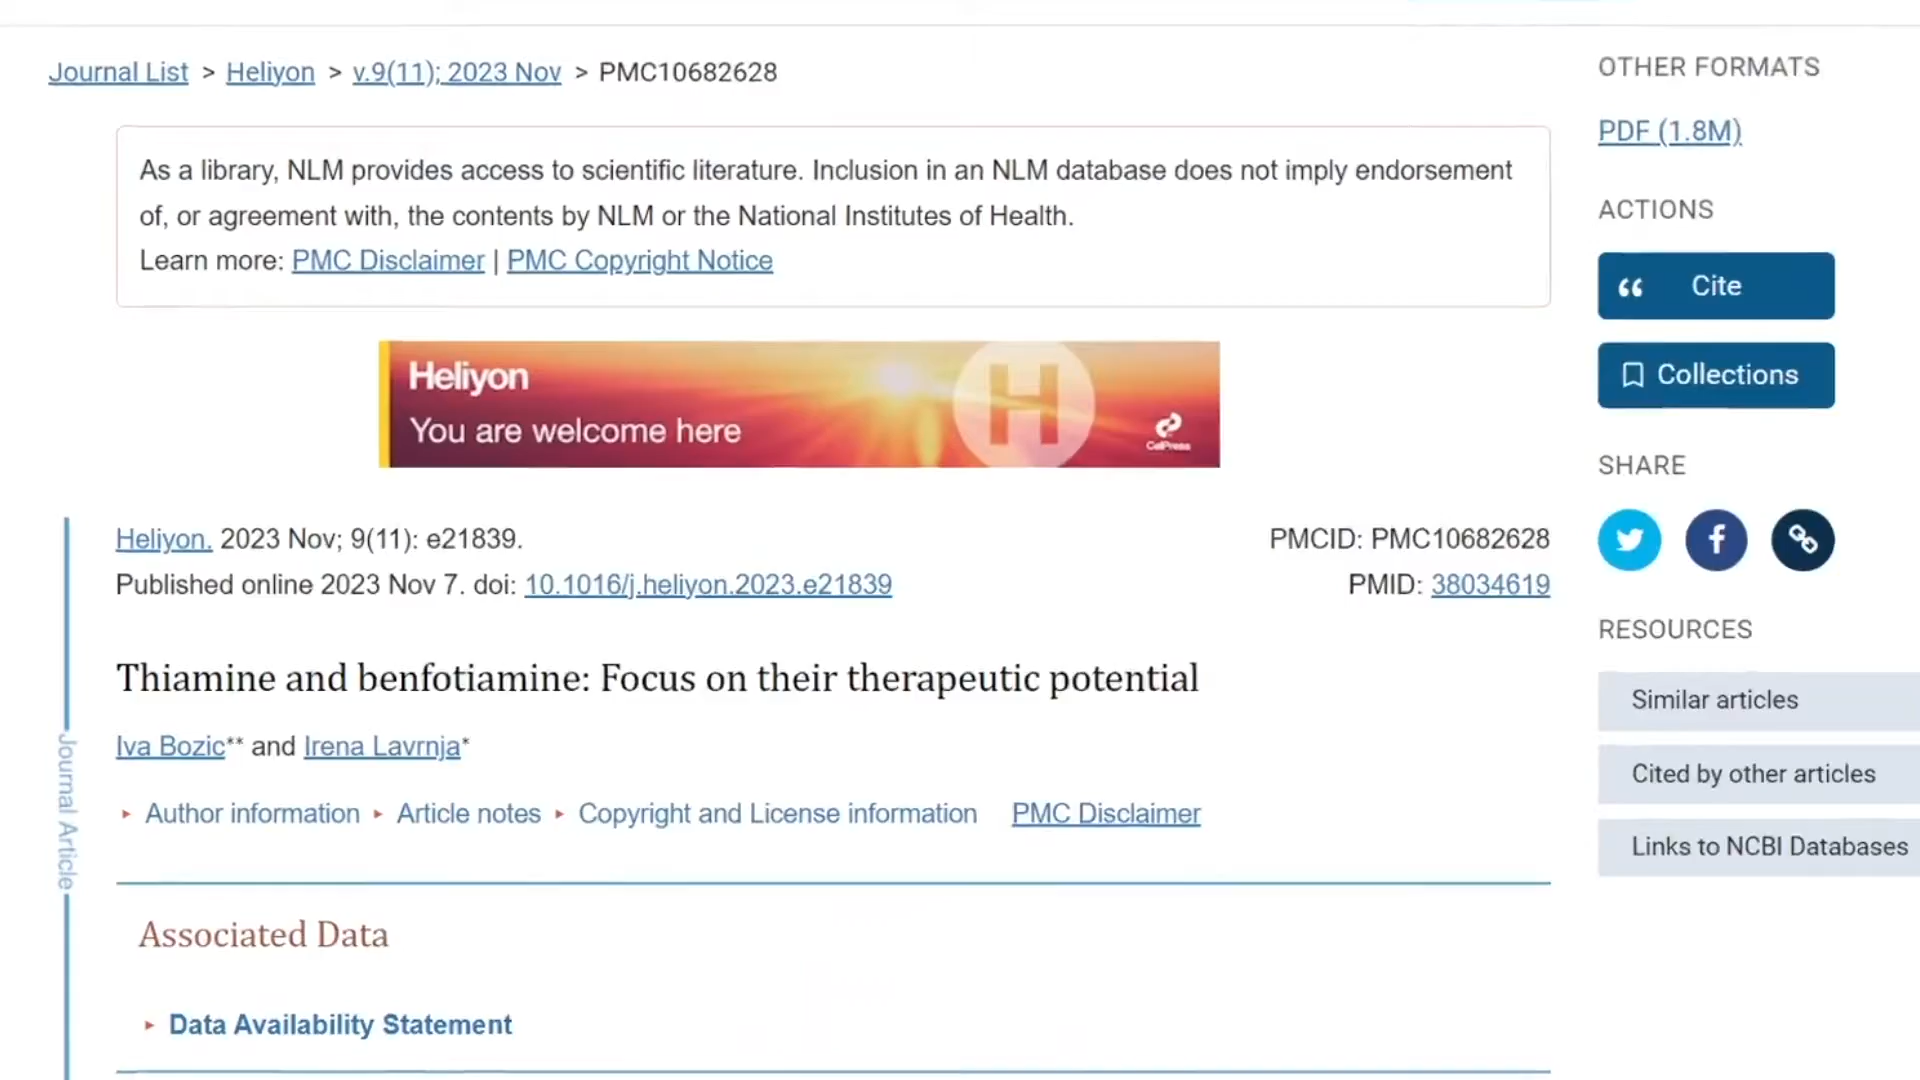 Journal List > Heliyon > v.9(11); 2023 Nov > PMC10682628
As a library, NLM provides access to scientific literature. Inclusion in an NLM database does not imply endorsement
of, or agreement with, the contents by NLM or the National Institutes of Health.
Learn more: PMC Disclaimer | PMC Copyright Notice
Heliyon
You are welcome here
H
CellPress
Heliyon. 2023 Nov; 9(11): e21839.
PMCID: PMC10682628
Published online 2023 Nov 7. doi: 10.1016/j.heliyon.2023.e21839
PMID: 38034619
Thiamine and benfotiamine: Focus on their therapeutic potential
Iva Bozic** and Irena Lavrnja*
Author information ▸ Article notes ▸ Copyright and License information PMC Disclaimer
Journal Article
Associated Data
Data Availability Statement
OTHER FORMATS
PDF (1.8M)
ACTIONS
Cite
Collections
SHARE
RESOURCES
Similar articles
Cited by other articles
Links to NCBI Databases